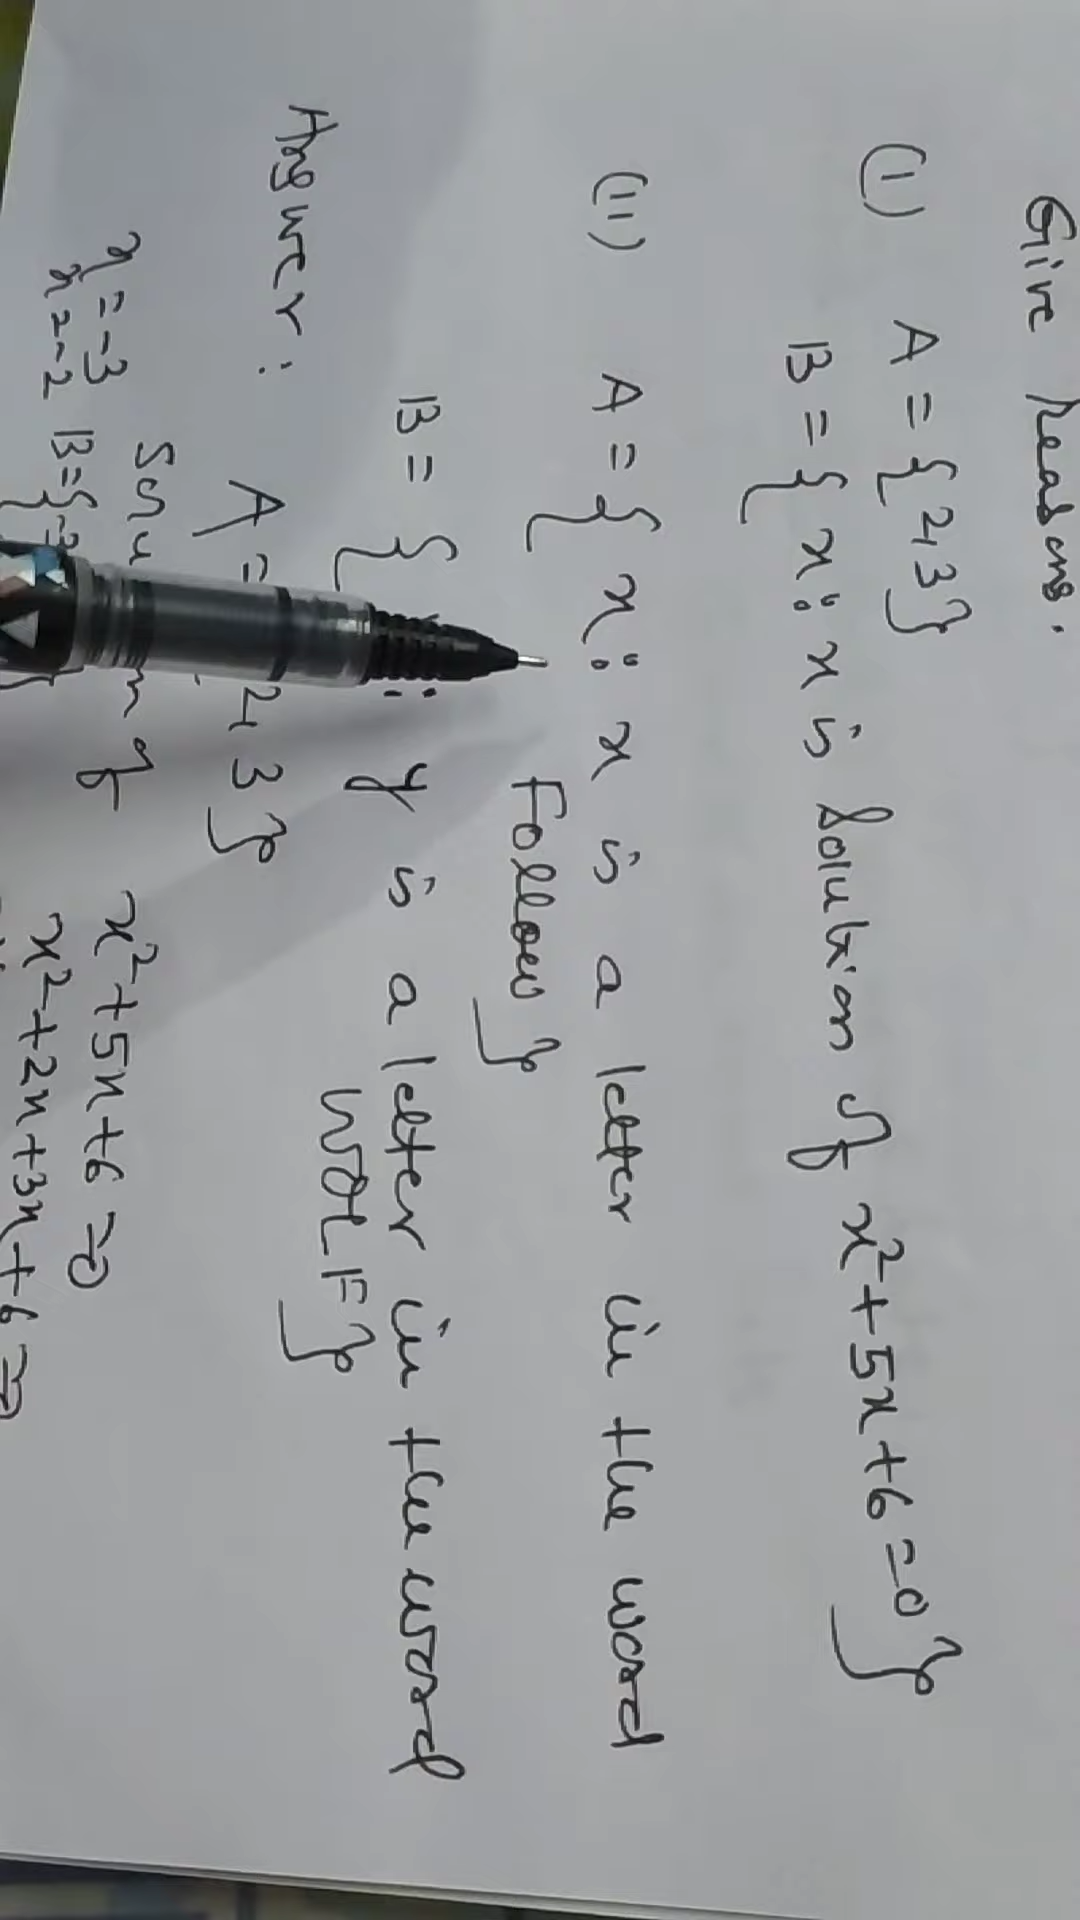 Give Reasons.
(i) A = {2,3}
B = {x: x is solution of x²+5x+6=0}
(ii) A = {x: x is a letter in the word
Follow}
B = { : y is a letter in the word
WOLF}
Answer:
A = 2, 3}
x²+5x+6=0
x=-3
x=-2 B={-3
x²+2x+3x+6=0